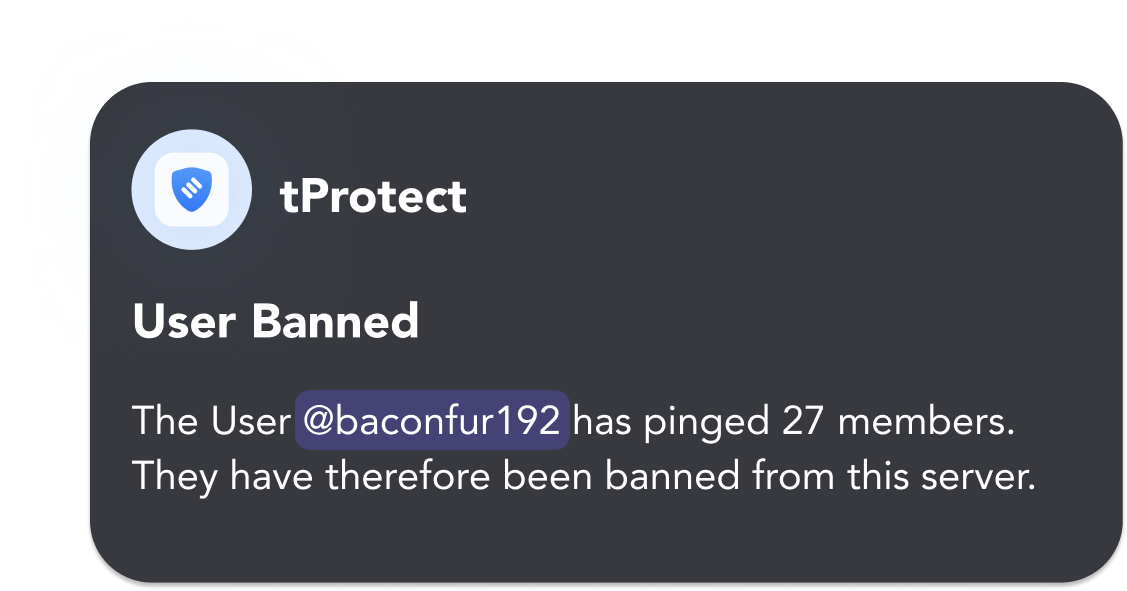 tProtect
User Banned
The User @baconfur192 has pinged 27 members.
They have therefore been banned from this server.